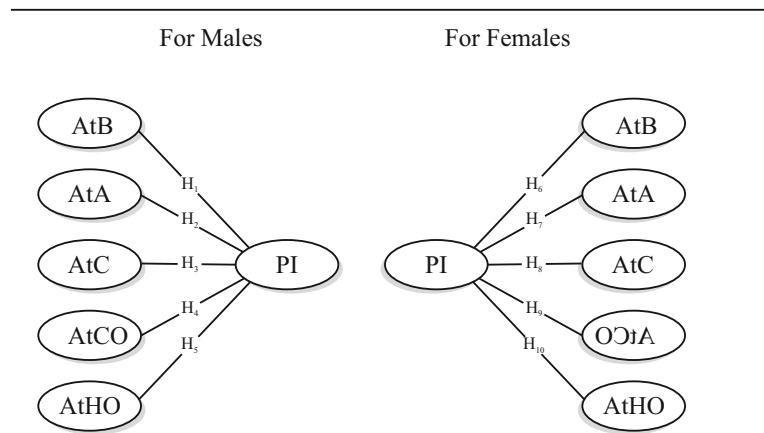 For Males For Females
AtB AtB
H₁ H₆
AtA AtA
H₂ H₇
AtC H₃ PI PI H₈ AtC
H₄ H₉
AtCO AtCO
H₅ H₁₀
AtHO AtHO